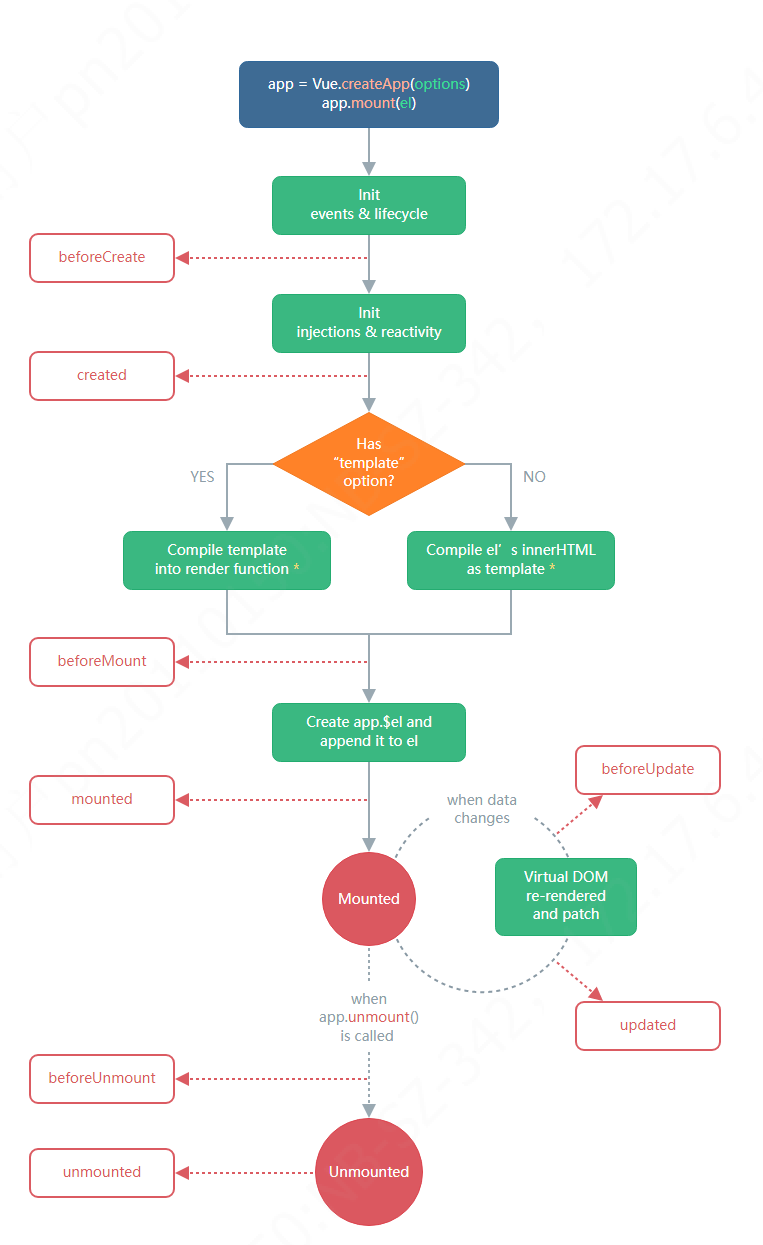 app = Vue.createApp(options)
app.mount(el)
Init
events & lifecycle
beforeCreate
Init
injections & reactivity
created
Has
“template”
option?
YES
NO
Compile template
into render function *
Compile el’s innerHTML
as template *
beforeMount
Create app.$el and
append it to el
mounted
when data
changes
beforeUpdate
Mounted
Virtual DOM
re-rendered
and patch
updated
when
app.unmount()
is called
beforeUnmount
unmounted
Unmounted